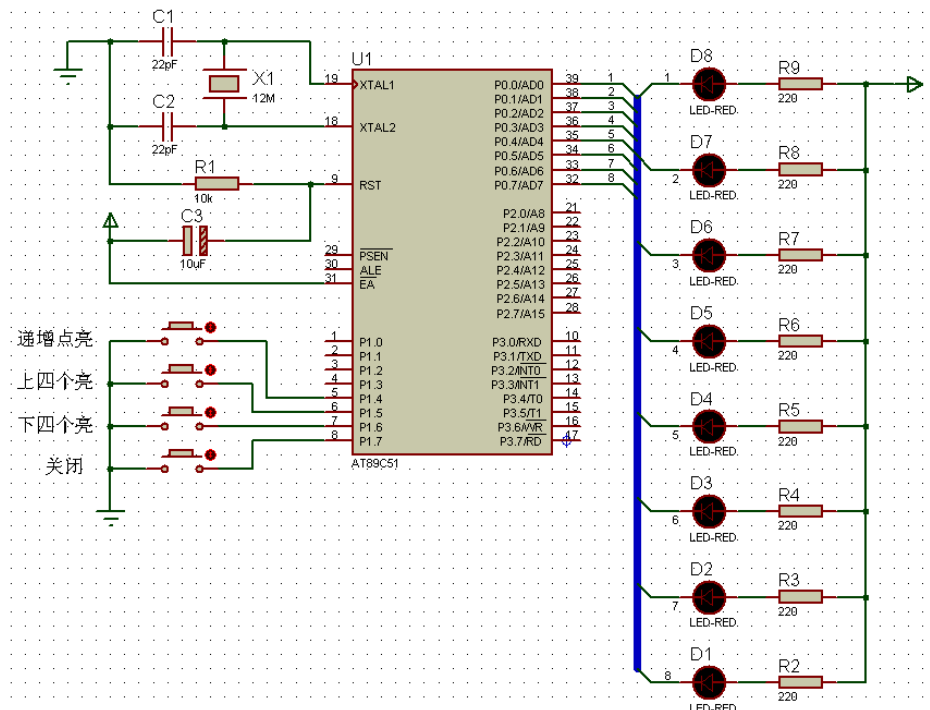 C1
22pF
X1
12M
C2
22pF
R1
10k
C3
10uF
递增点亮
上四个亮
下四个亮
关闭
U1
19 XTAL1
18 XTAL2
9 RST
29 PSEN
30 ALE
31 EA
1 P1.0
2 P1.1
3 P1.2
4 P1.3
5 P1.4
6 P1.5
7 P1.6
8 P1.7
P0.0/AD0 39 1
P0.1/AD1 38 2
P0.2/AD2 37 3
P0.3/AD3 36 4
P0.4/AD4 35 5
P0.5/AD5 34 6
P0.6/AD6 33 7
P0.7/AD7 32 8
P2.0/A8 21
P2.1/A9 22
P2.2/A10 23
P2.3/A11 24
P2.4/A12 25
P2.5/A13 26
P2.6/A14 27
P2.7/A15 28
P3.0/RXD 10
P3.1/TXD 11
P3.2/INT0 12
P3.3/INT1 13
P3.4/T0 14
P3.5/T1 15
P3.6/WR 16
P3.7/RD 17
AT89C51
D8 R9
1
LED-RED 220
D7 R8
2
LED-RED 220
D6 R7
3
LED-RED 220
D5 R6
4
LED-RED 220
D4 R5
5
LED-RED 220
D3 R4
6
LED-RED 220
D2 R3
7
LED-RED 220
D1 R2
8
LED-RED 220